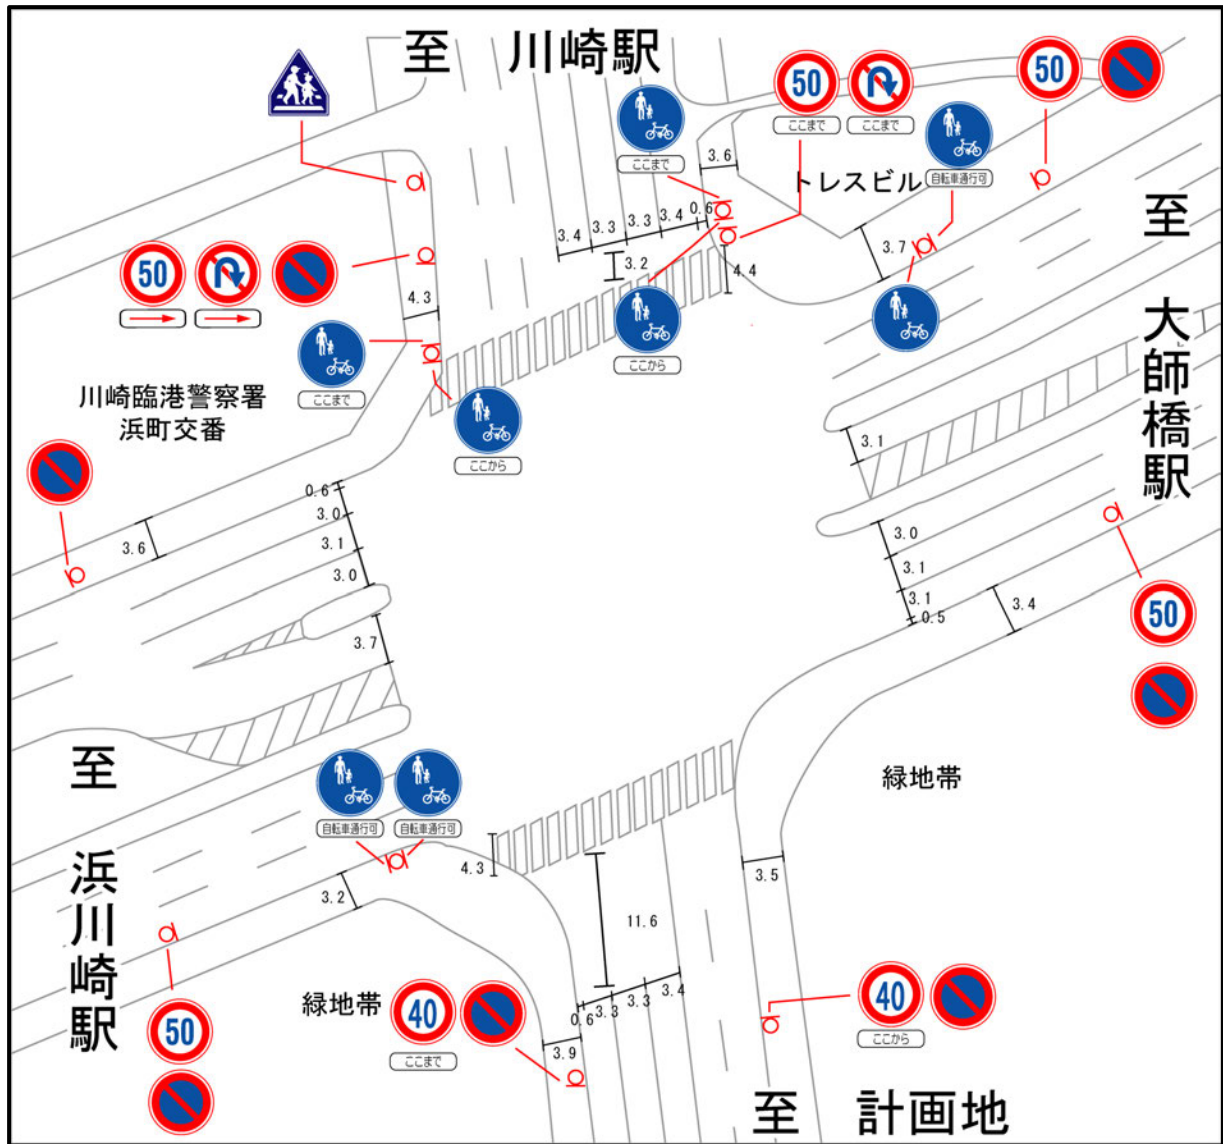 至 川崎駅
50
ここまで
ここまで
50
ここまで
自転車通行可
トレスビル
3.6
3.4
3.3
3.3
3.4
0.6
3.2
4.4
3.7
至 大師橋駅
50
4.3
ここまで
ここから
ここから
川崎臨港警察署
浜町交番
3.6
0.6
3.0
3.1
3.0
3.7
3.1
3.0
3.1
3.1
0.5
3.4
50
至 浜川崎駅
自転車通行可
自転車通行可
緑地帯
4.3
3.2
3.5
11.6
50
緑地帯
40
ここまで
0.6
3.3
3.3
3.4
3.9
40
ここから
至 計画地